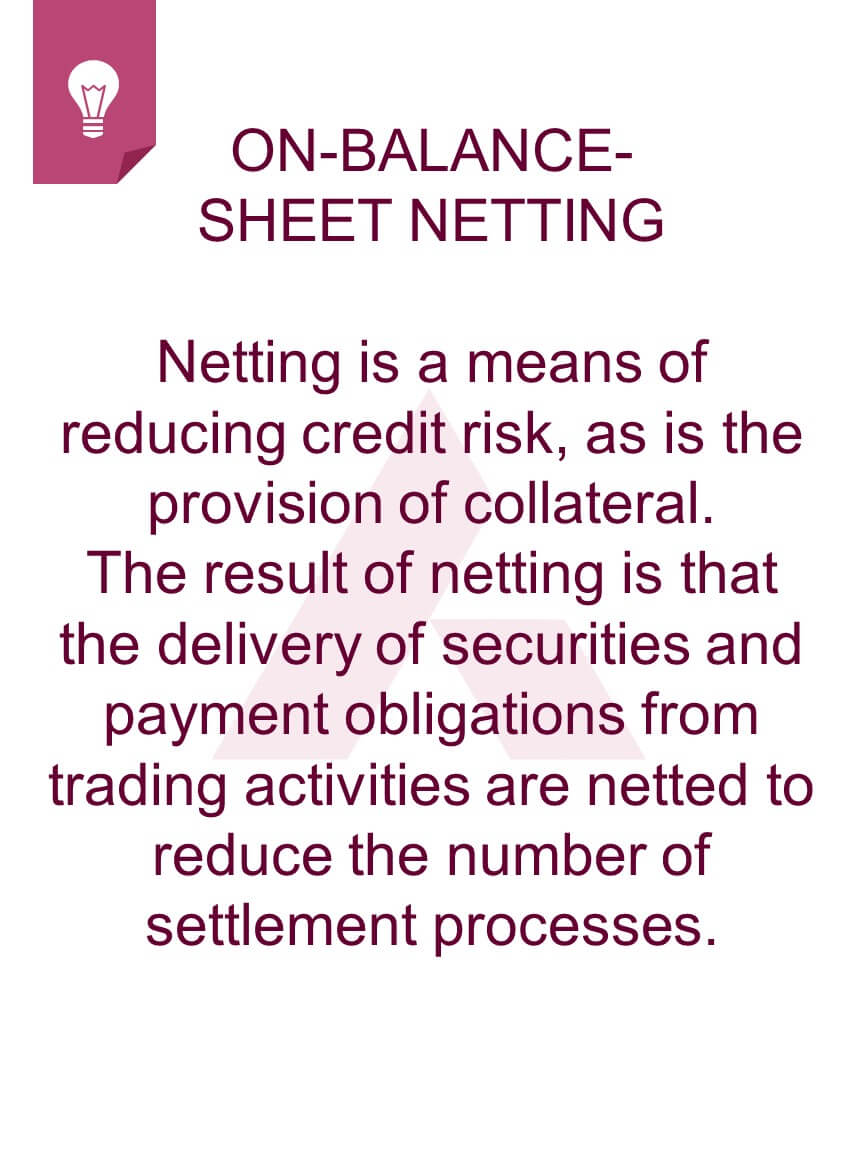 ON-BALANCE-
SHEET NETTING
Netting is a means of
reducing credit risk, as is the
provision of collateral.
The result of netting is that
the delivery of securities and
payment obligations from
trading activities are netted to
reduce the number of
settlement processes.